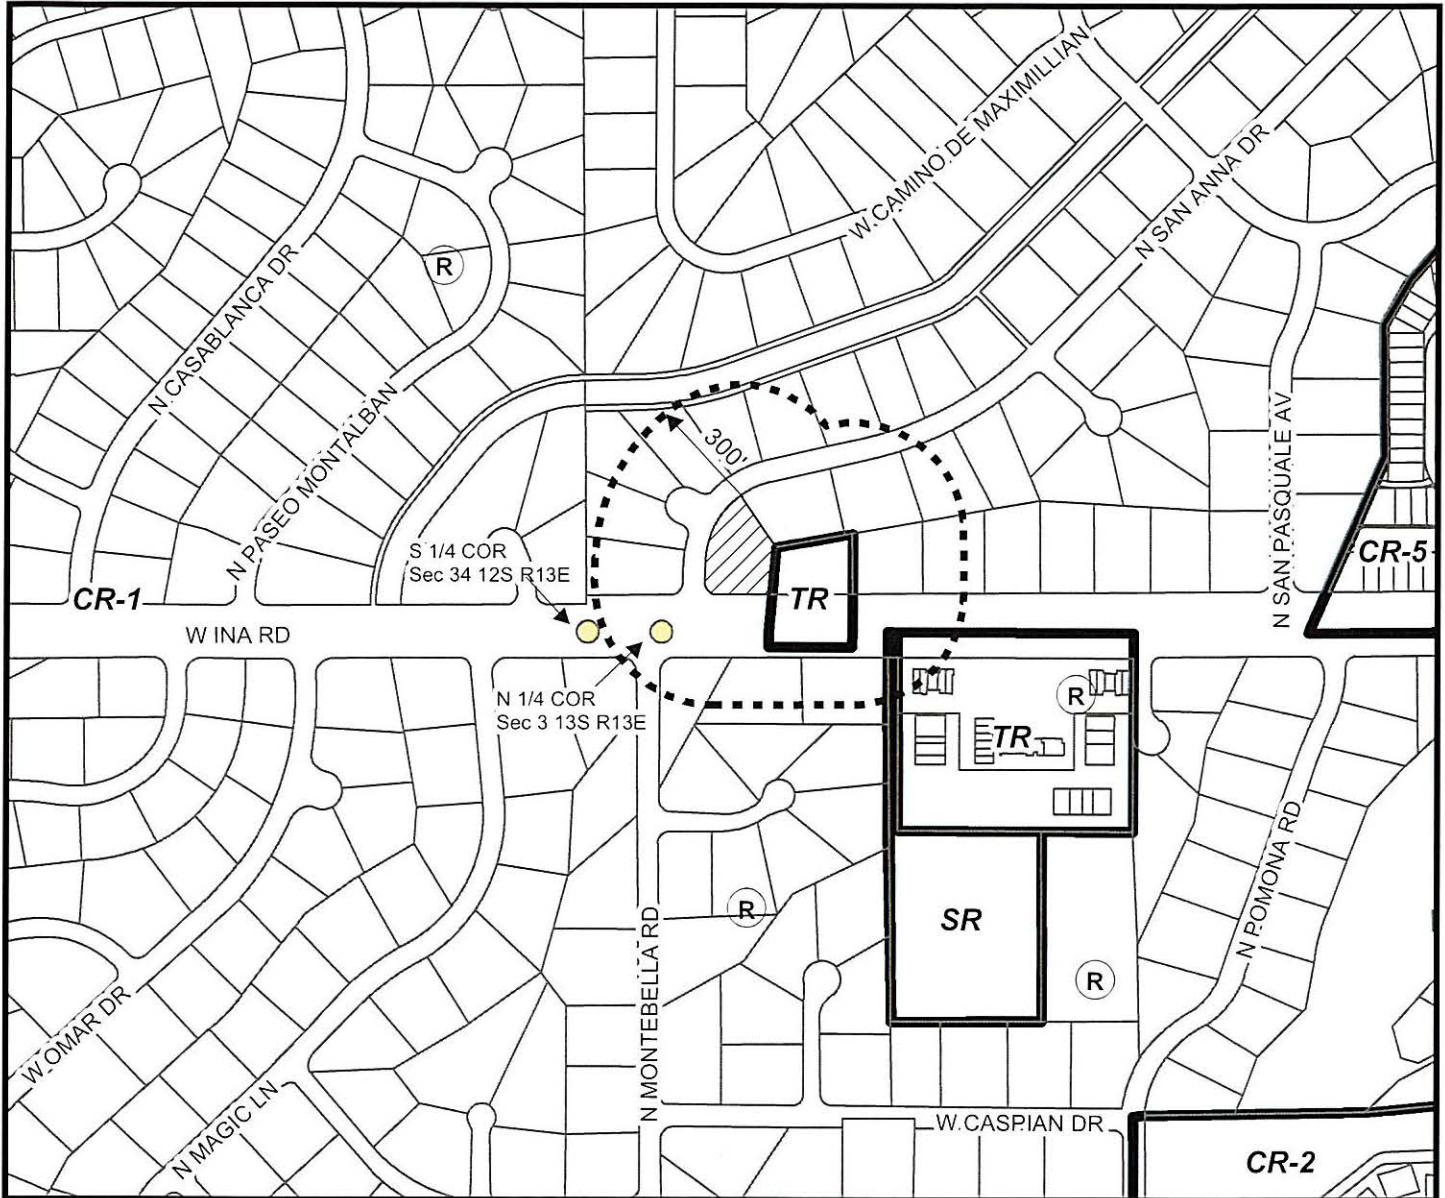 W CAMINO DE MAXIMILLIAN
N SAN ANNA DR
N CASABLANCA DR
R
N PASEO MONTALBAN
300'
N SAN PASQUALE AV
S 1/4 COR
Sec 34 12S R13E
CR-5
CR-1
TR
W INA RD
N 1/4 COR
Sec 3 13S R13E
R
TR
N POMONA RD
R
SR
N MONTEBELLA RD
R
W OMAR DR
N MAGIC LN
W CASPIAN DR
CR-2